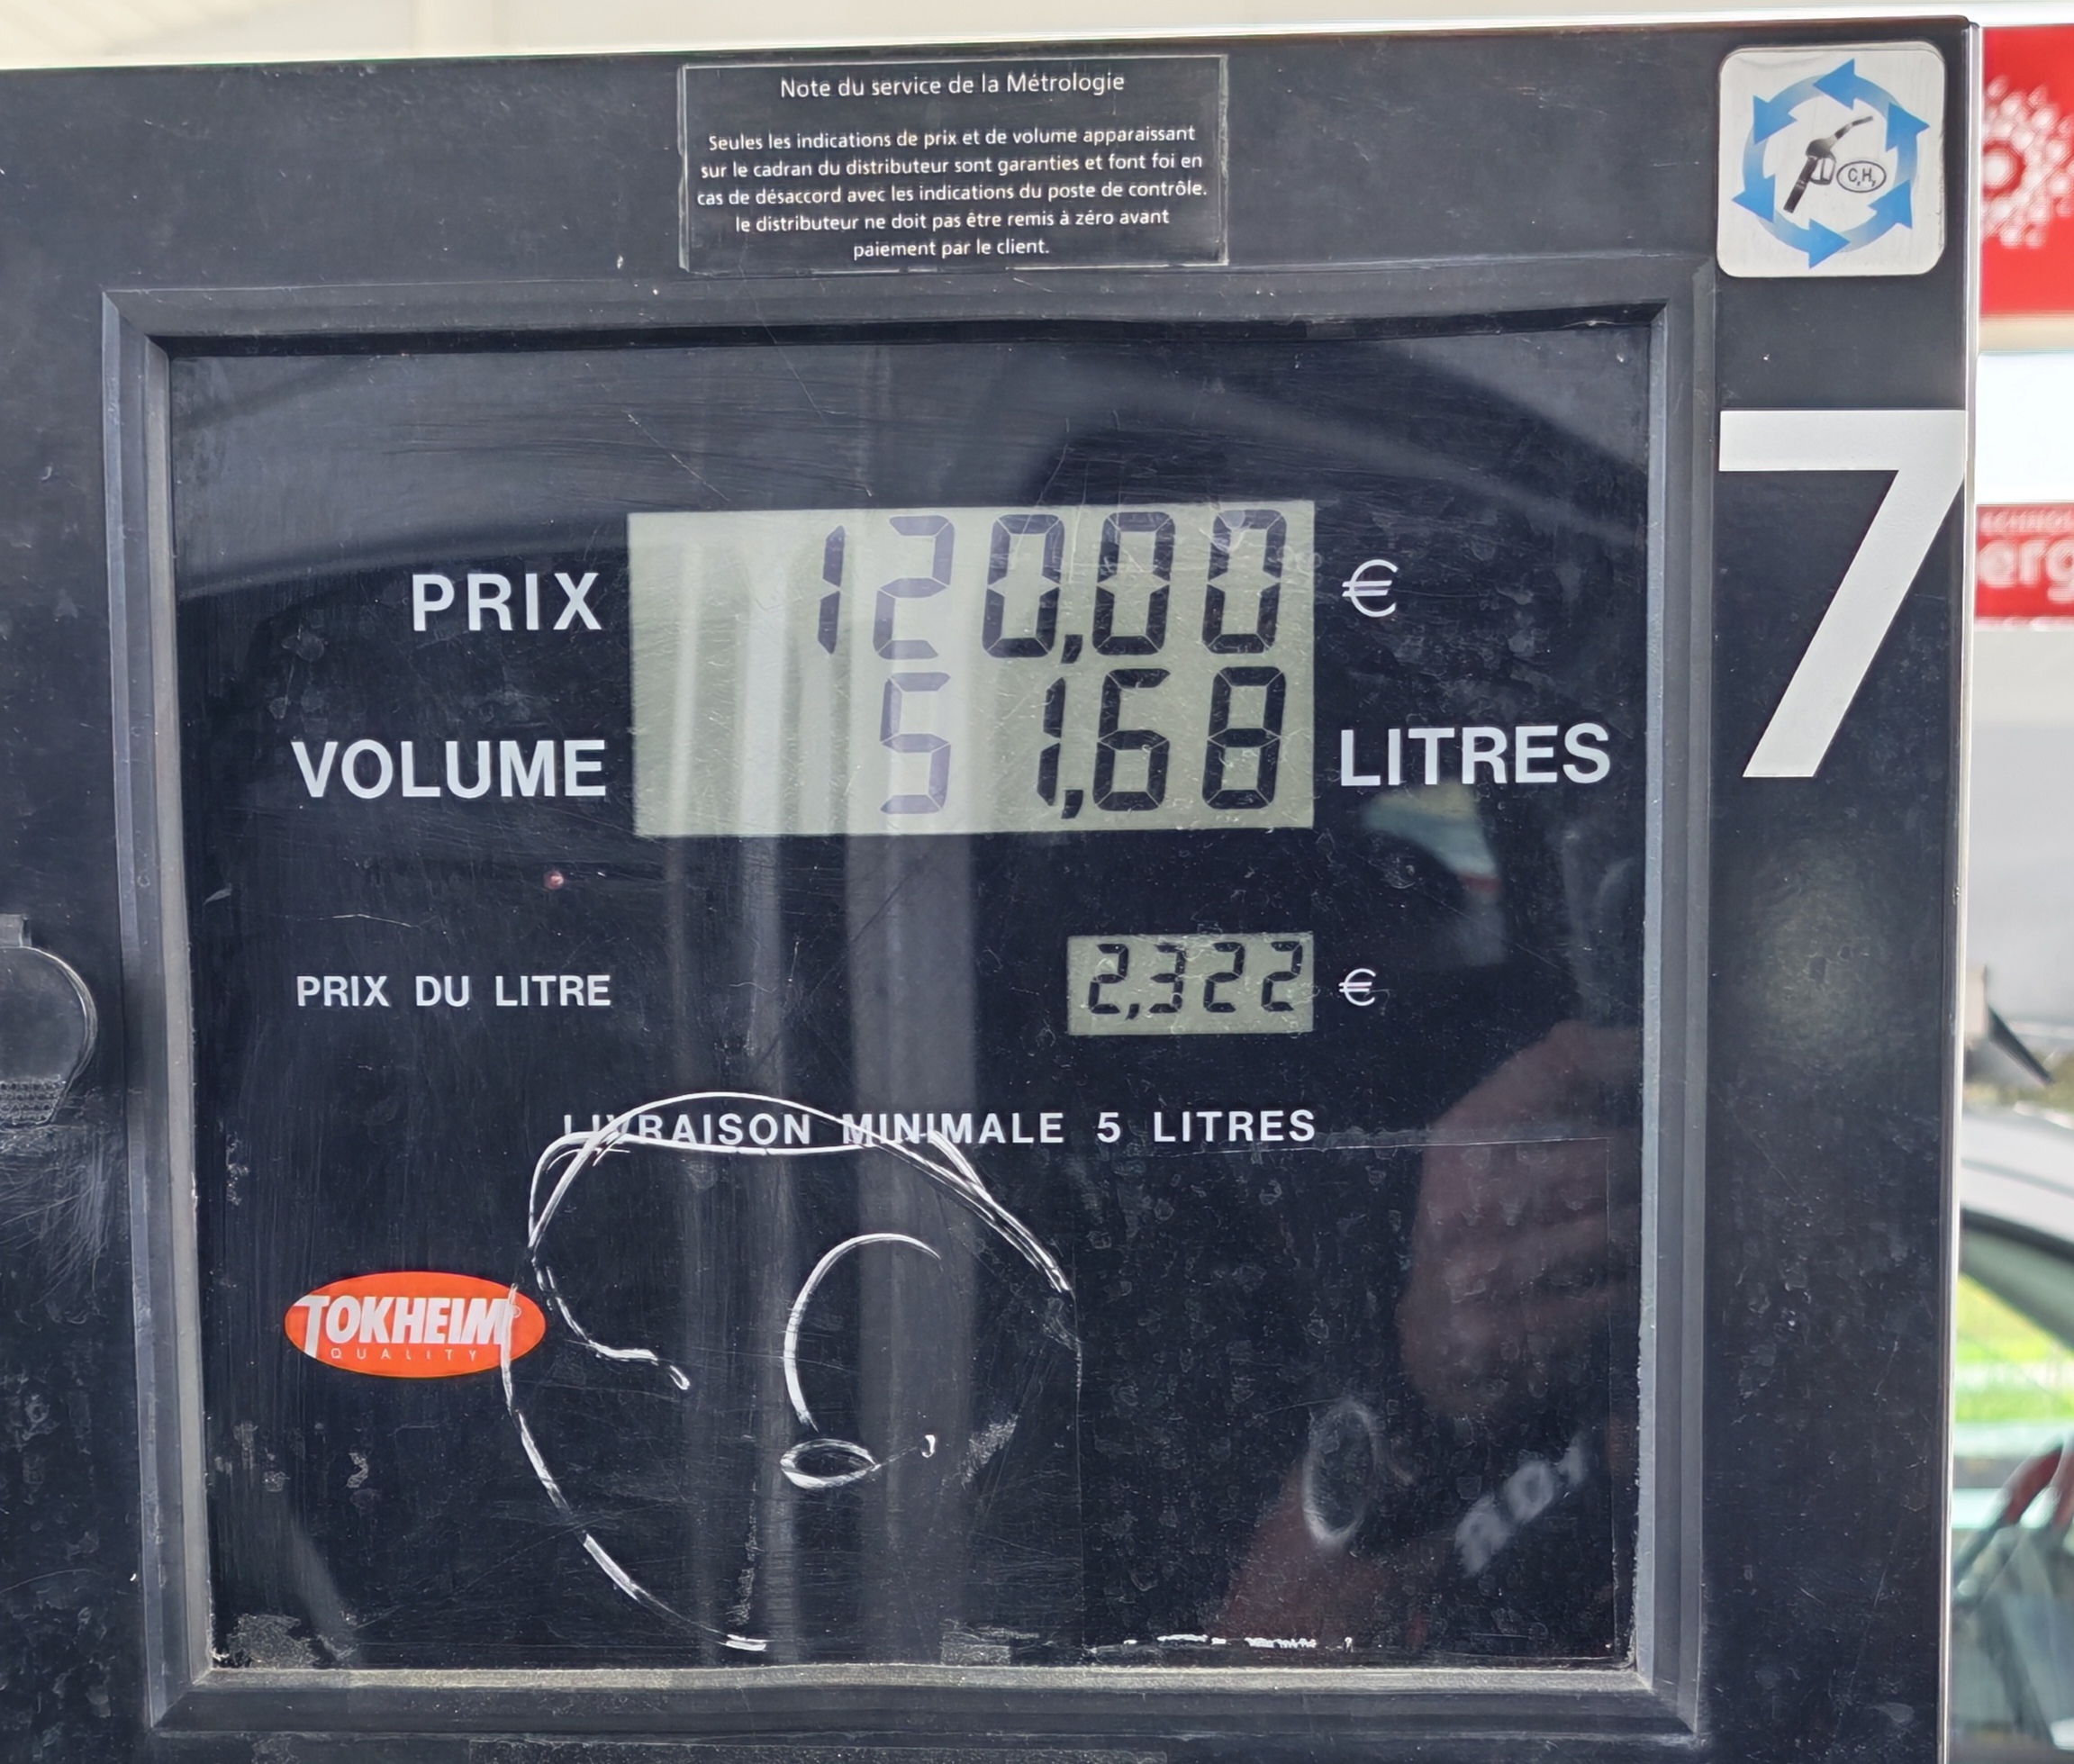 Note du service de la Métrologie
Seules les indications de prix et de volume apparaissant
sur le cadran du distributeur sont garanties et font foi en
cas de désaccord avec les indications du poste de contrôle.
le distributeur ne doit pas être remis à zéro avant
paiement par le client.
7
PRIX 120,00 €
VOLUME 51,68 LITRES
PRIX DU LITRE 2,322 €
LIVRAISON MINIMALE 5 LITRES
TOKHEIM®
QUALITY